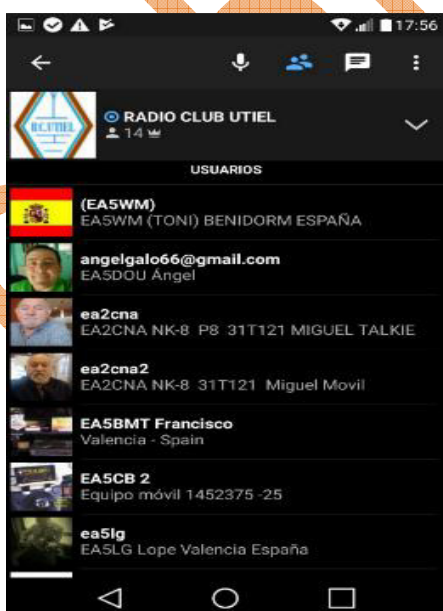 17:56
RADIO CLUB UTIEL
14
USUARIOS
(EA5WM)
EA5WM (TONI) BENIDORM ESPAÑA
angelgalo66@gmail.com
EA5DOU Ángel
ea2cna
EA2CNA NK-8 P8 31T121 MIGUEL TALKIE
ea2cna2
EA2CNA NK-8 31T121 Miguel Movil
EA5BMT Francisco
Valencia - Spain
EA5CB 2
Equipo móvil 1452375 -25
ea5lg
EA5LG Lope Valencia España